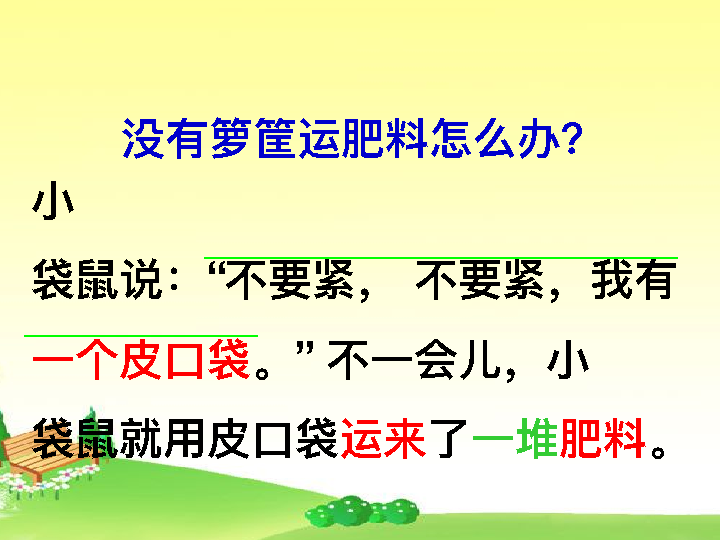 没有箩筐运肥料怎么办?
小
袋鼠说：“不要紧， 不要紧，我有
一个皮口袋。”不一会儿，小
袋鼠就用皮口袋运来了一堆肥料。